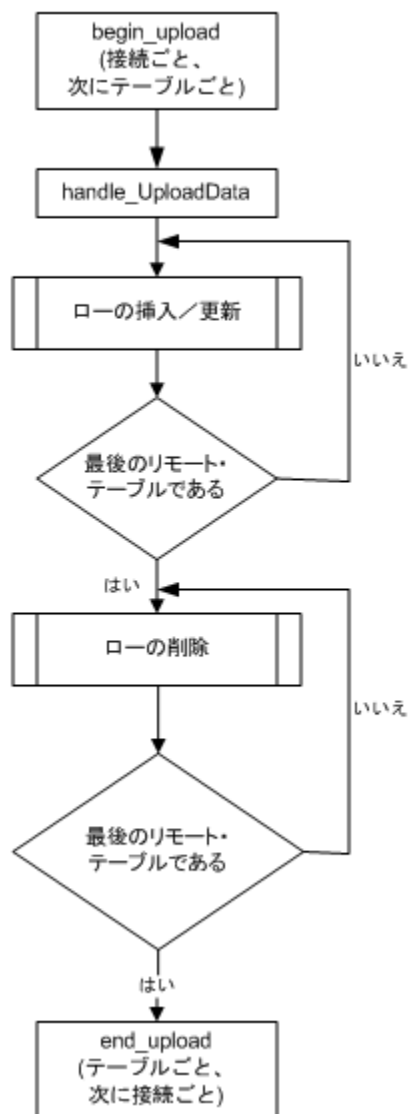 begin_upload
(接続ごと、
次にテーブルごと)
handle_UploadData
ローの挿入／更新
いいえ
最後のリモート・
テーブルである
はい
ローの削除
いいえ
最後のリモート・
テーブルである
はい
end_upload
(テーブルごと、
次に接続ごと)